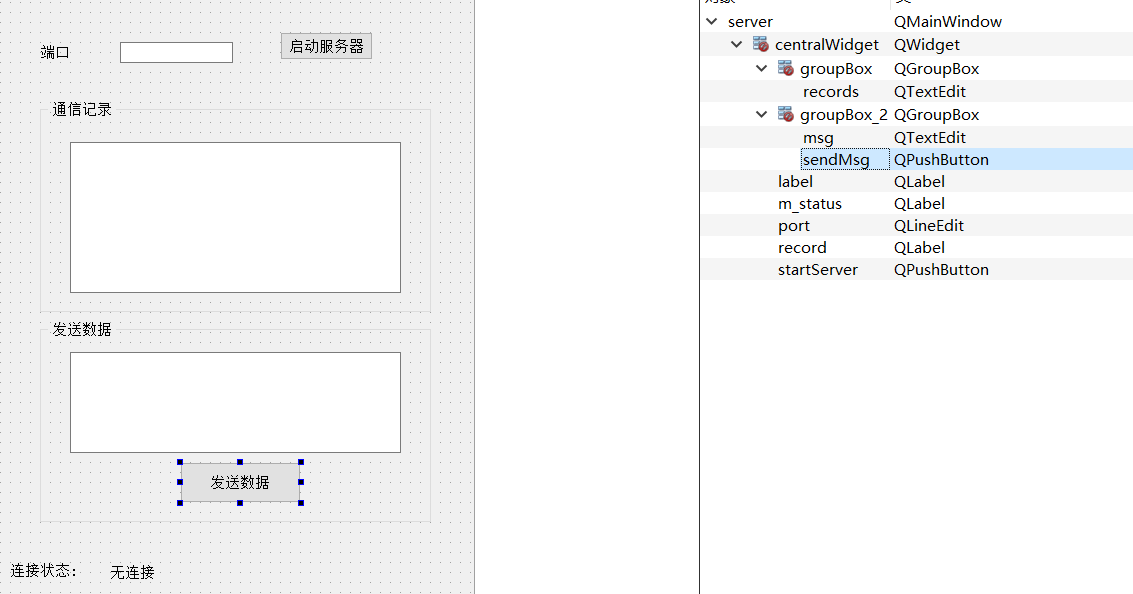 端口
启动服务器
通信记录
发送数据
发送数据
连接状态：
无连接
server QMainWindow
centralWidget QWidget
groupBox QGroupBox
records QTextEdit
groupBox_2 QGroupBox
msg QTextEdit
sendMsg QPushButton
label QLabel
m_status QLabel
port QLineEdit
record QLabel
startServer QPushButton